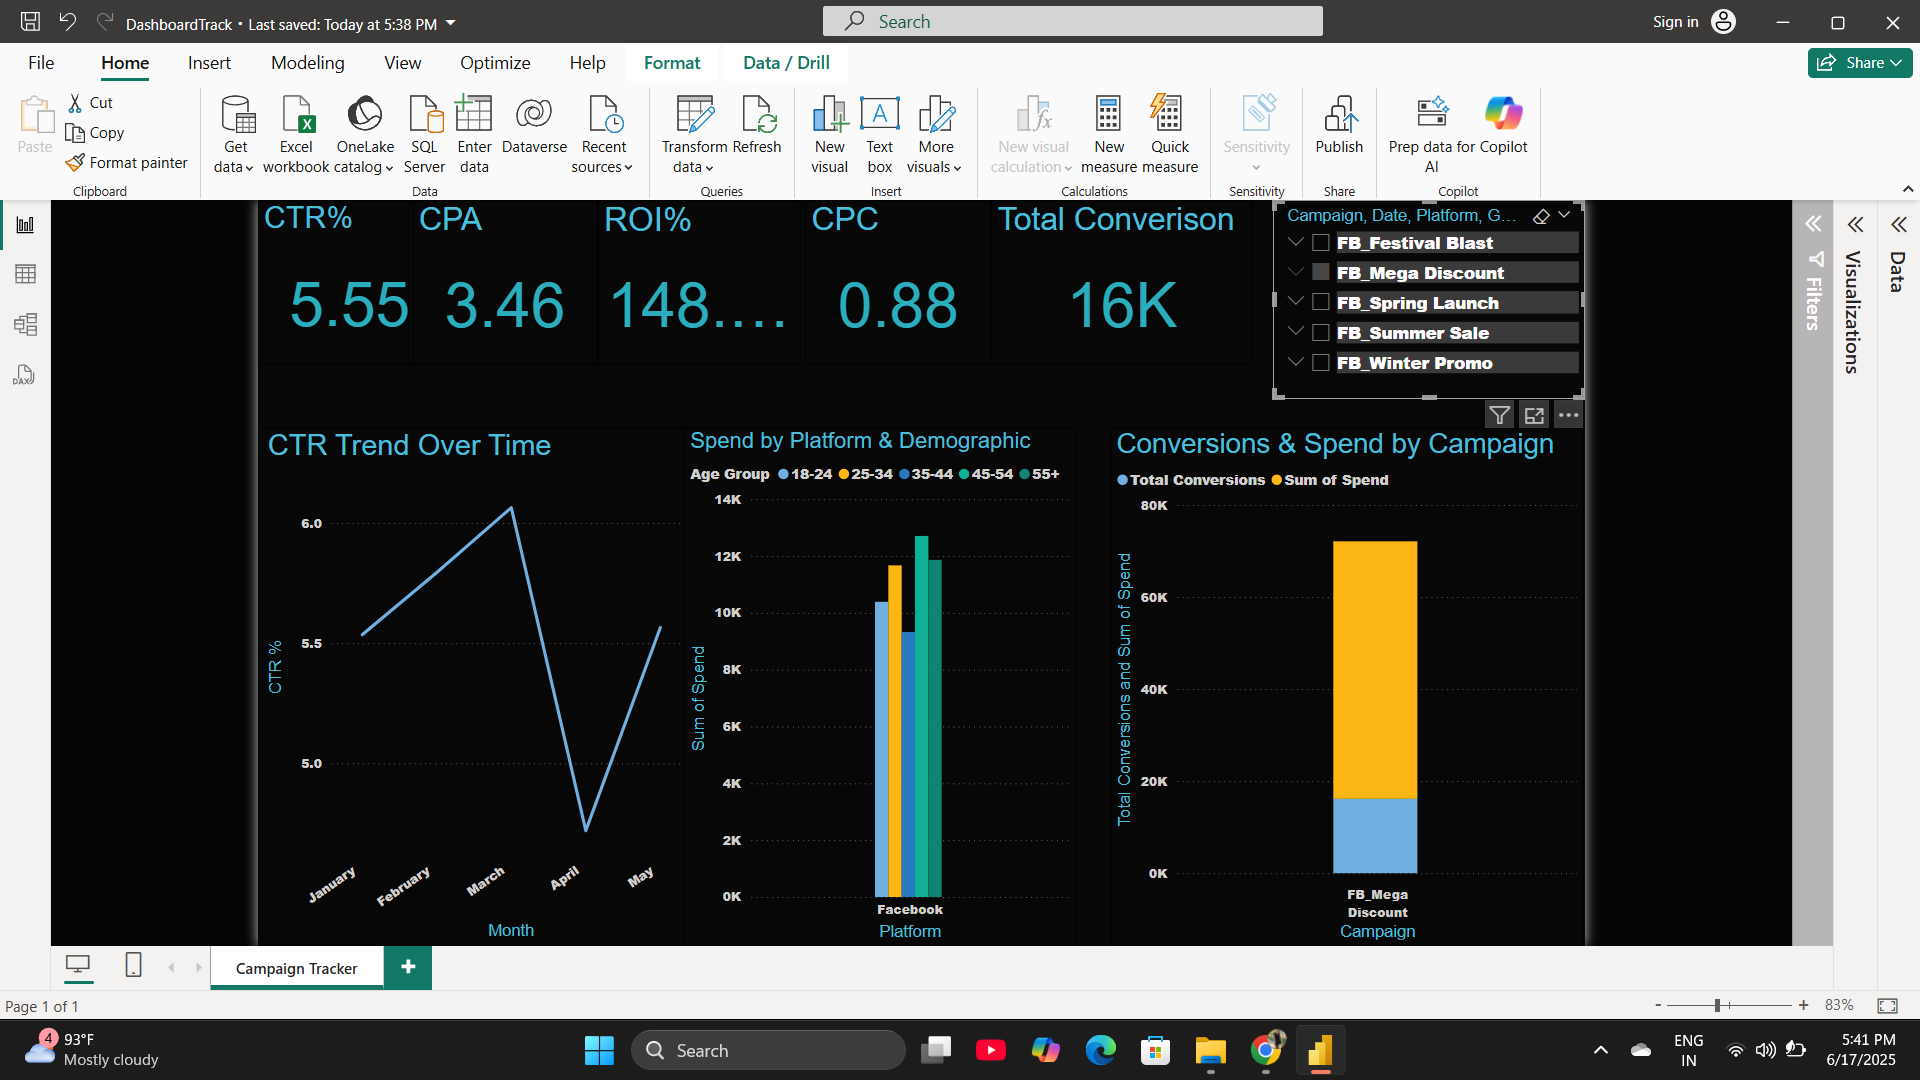 DashboardTrack • Last saved: Today at 5:38 PM
Search
Sign in
File Home Insert Modeling View Optimize Help Format Data / Drill
Share
Paste
Cut
Copy
Format painter
Clipboard
Get data
Excel workbook
OneLake catalog
SQL Server
Enter data
Dataverse
Recent sources
Data
Transform data
Refresh
Queries
New visual
Text box
More visuals
Insert
New visual calculation
New measure
Quick measure
Calculations
Sensitivity
Sensitivity
Publish
Share
Prep data for AI
Copilot
Copilot
CTR%
5.55
CPA
3.46
ROI%
148....
CPC
0.88
Total Converison
16K
Campaign, Date, Platform, G...
FB_Festival Blast
FB_Mega Discount
FB_Spring Launch
FB_Summer Sale
FB_Winter Promo
Filters
Visualizations
Data
CTR Trend Over Time
CTR %
6.0
5.5
5.0
January February March April May
Month
Spend by Platform & Demographic
Age Group 18-24 25-34 35-44 45-54 55+
Sum of Spend
14K
12K
10K
8K
6K
4K
2K
0K
Facebook
Platform
Conversions & Spend by Campaign
Total Conversions Sum of Spend
Total Conversions and Sum of Spend
80K
60K
40K
20K
0K
FB_Mega
Discount
Campaign
Campaign Tracker
Page 1 of 1
- + 83%
4
93°F
Mostly cloudy
Search
ENG
IN
5:41 PM
6/17/2025
DAX